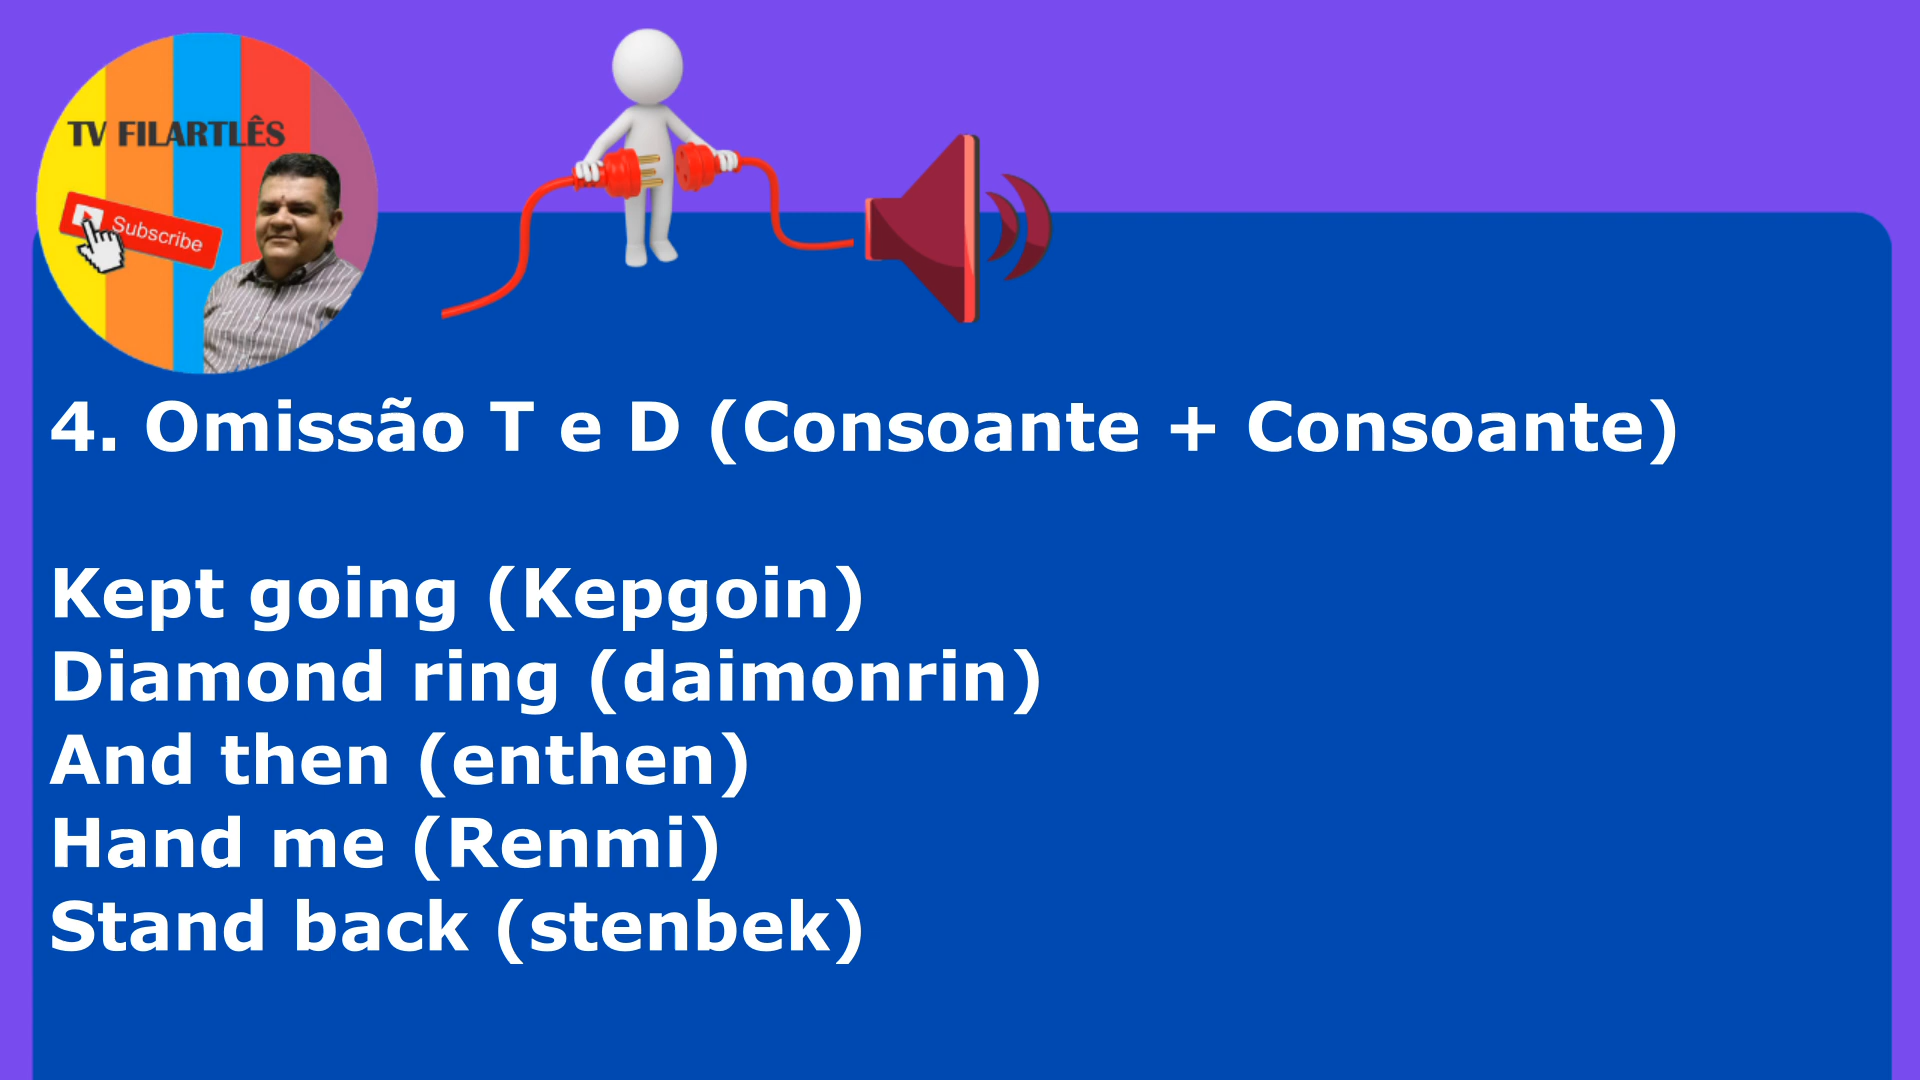 TV FILARTLÊS
Subscribe
4. Omissão T e D (Consoante + Consoante)
Kept going (Kepgoin)
Diamond ring (daimonrin)
And then (enthen)
Hand me (Renmi)
Stand back (stenbek)